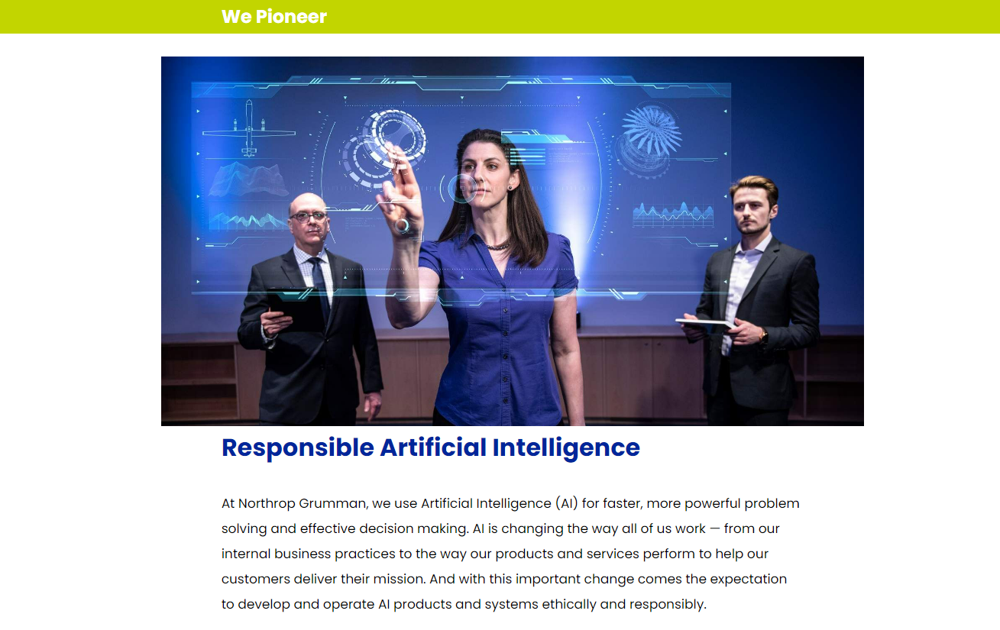 We Pioneer
Responsible Artificial Intelligence
At Northrop Grumman, we use Artificial Intelligence (AI) for faster, more powerful problem
solving and effective decision making. AI is changing the way all of us work — from our
internal business practices to the way our products and services perform to help our
customers deliver their mission. And with this important change comes the expectation
to develop and operate AI products and systems ethically and responsibly.